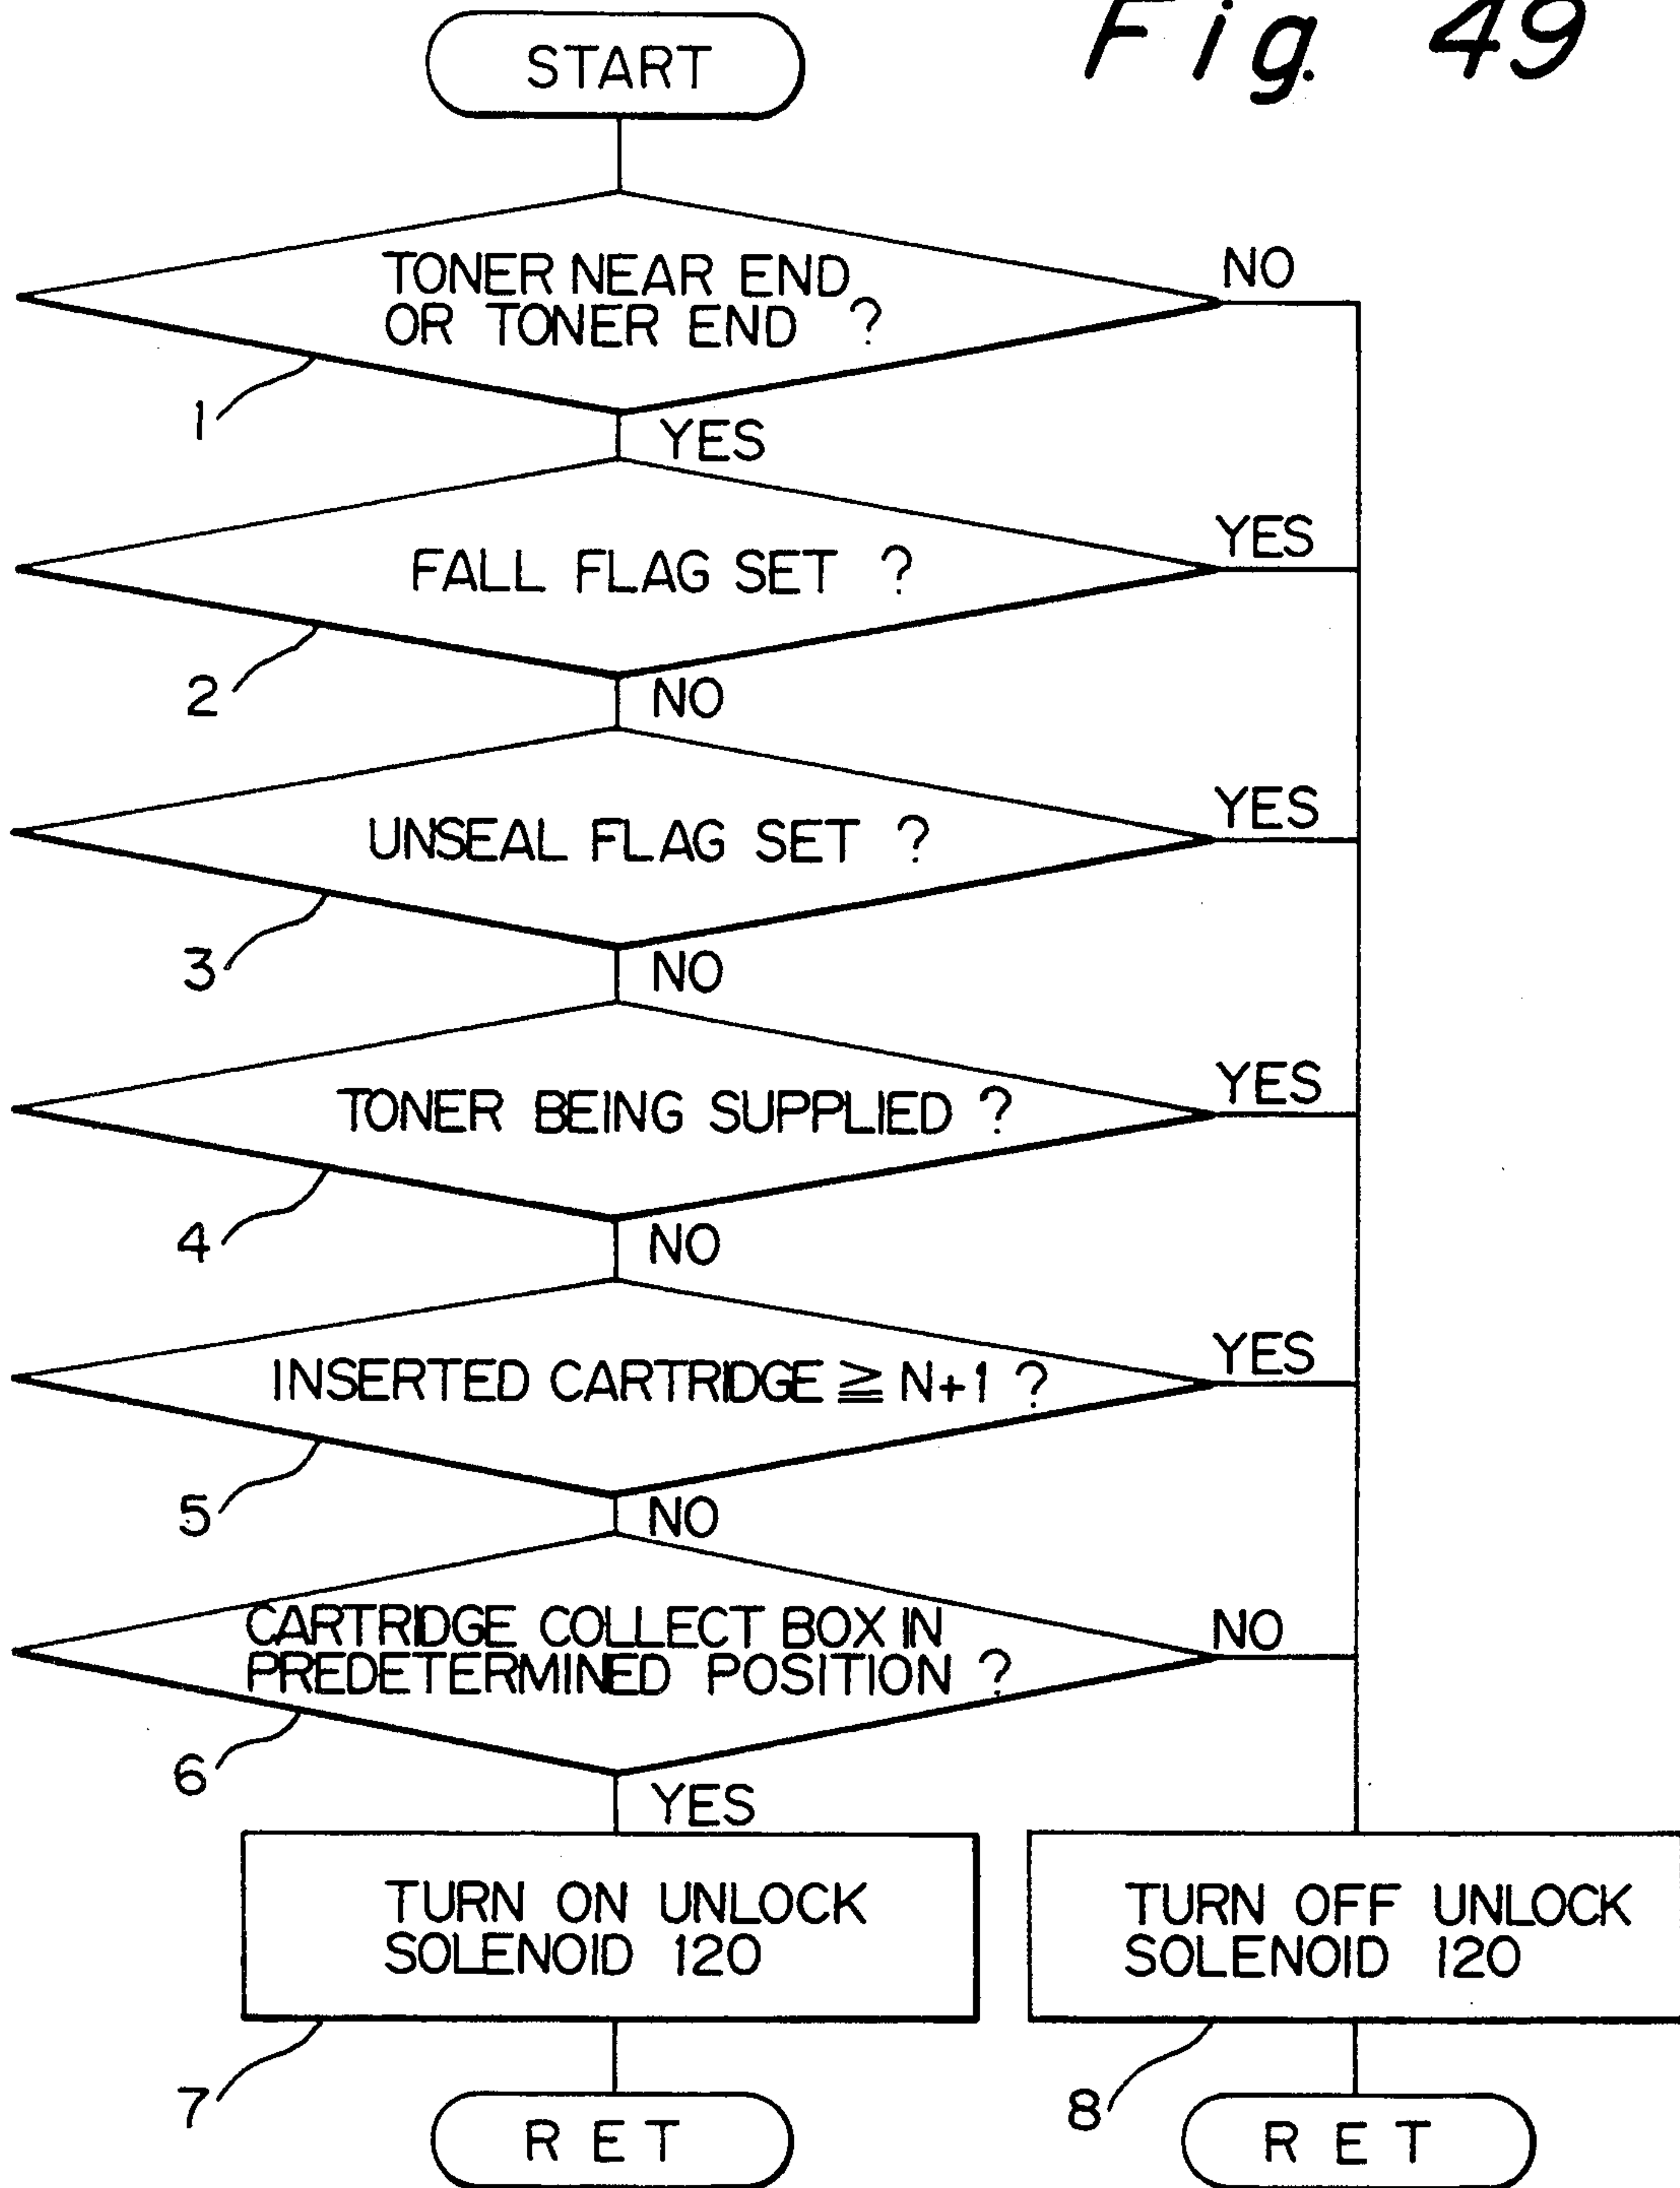 Fig. 49
START
TONER NEAR END
OR TONER END ?
NO
1
YES
FALL FLAG SET ?
YES
2
NO
UNSEAL FLAG SET ?
YES
3
NO
TONER BEING SUPPLIED ?
YES
4
NO
INSERTED CARTRIDGE ≧ N+1 ?
YES
5
NO
CARTRIDGE COLLECT BOX IN
PREDETERMINED POSITION ?
NO
6
YES
TURN ON UNLOCK
SOLENOID 120
7
RET
TURN OFF UNLOCK
SOLENOID 120
8
RET